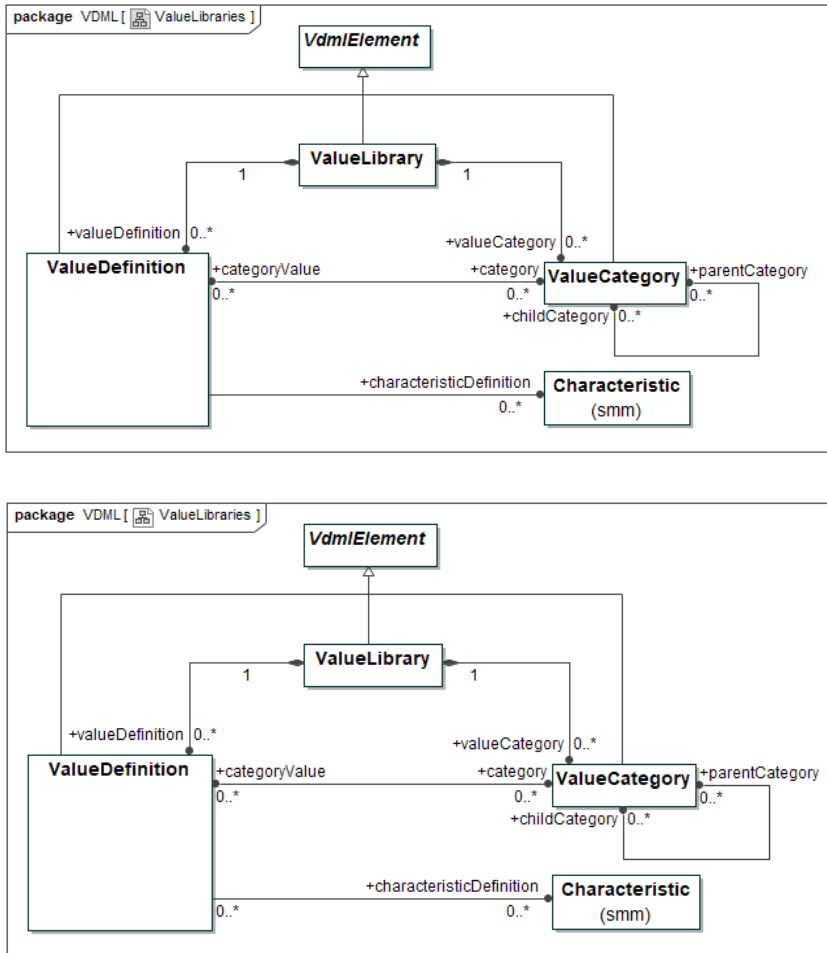 package VDML [ ValueLibraries ]
VdmlElement
ValueLibrary
1 1
+valueDefinition 0..*
+valueCategory 0..*
ValueDefinition
+categoryValue +category
0..* 0..*
ValueCategory
+parentCategory
0..*
+childCategory 0..*
+characteristicDefinition
0..*
Characteristic
(smm)
package VDML [ ValueLibraries ]
VdmlElement
ValueLibrary
1 1
+valueDefinition 0..*
+valueCategory 0..*
ValueDefinition
+categoryValue +category
0..* 0..*
ValueCategory
+parentCategory
0..*
+childCategory 0..*
+characteristicDefinition
0..* 0..*
Characteristic
(smm)